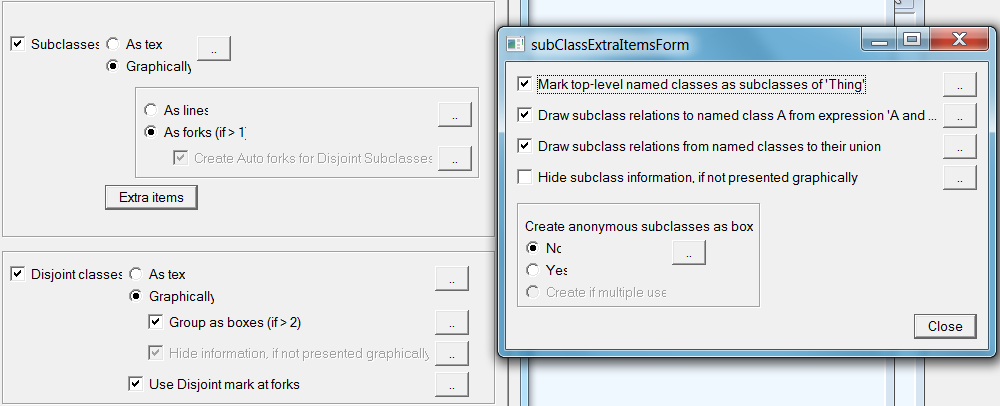 Subclasses
As tex
..
Graphically
As lines
..
As forks (if > 1)
Create Auto forks for Disjoint Subclasses
..
Extra items
Disjoint classes
As tex
..
Graphically
Group as boxes (if > 2)
..
Hide information, if not presented graphically
..
Use Disjoint mark at forks
..
subClassExtraItemsForm
Mark top-level named classes as subclasses of 'Thing'
..
Draw subclass relations to named class A from expression 'A and ...
..
Draw subclass relations from named classes to their union
..
Hide subclass information, if not presented graphically
..
Create anonymous subclasses as box
No
..
Yes
Create if multiple use
Close